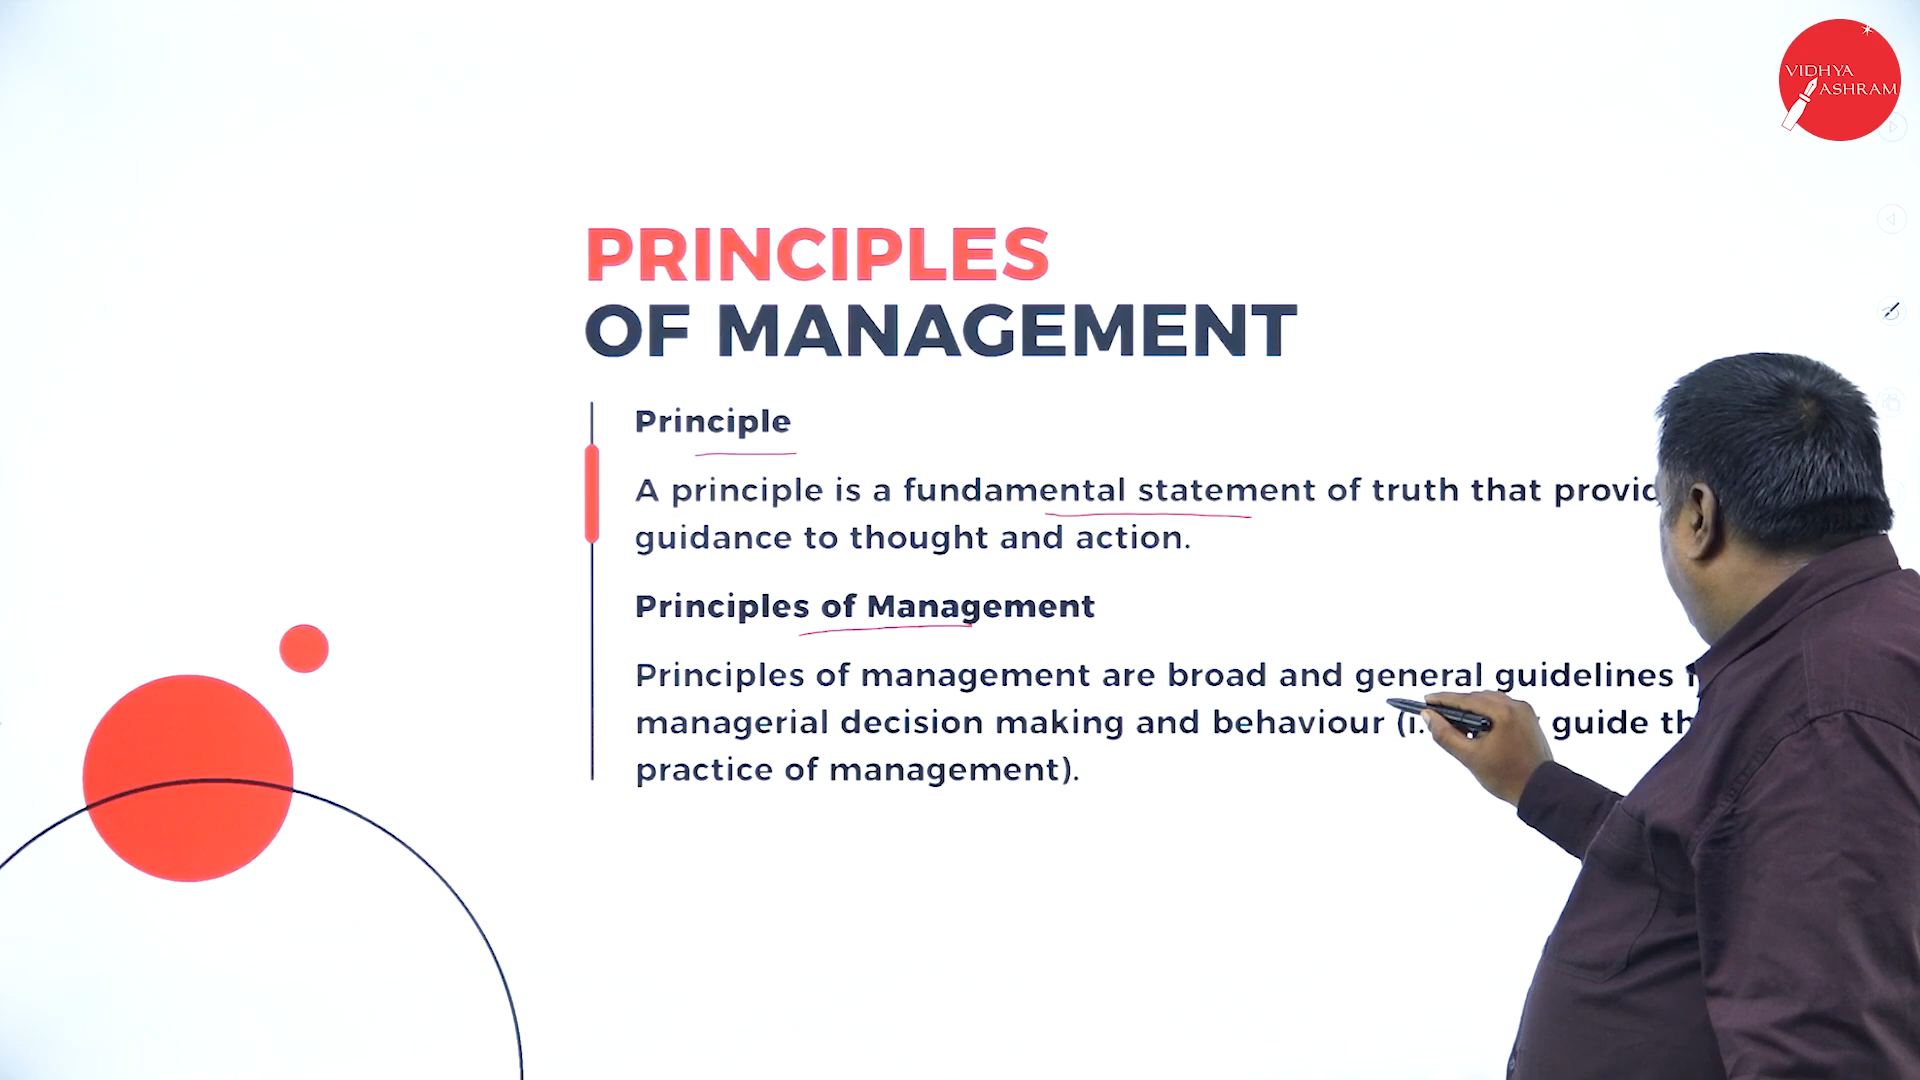 VIDHYA
ASHRAM
PRINCIPLES
OF MANAGEMENT
Principle
A principle is a fundamental statement of truth that
guidance to thought and action.
Principles of Management
Principles of management are broad and general guidelines
managerial decision making and behaviour guide
practice of management).